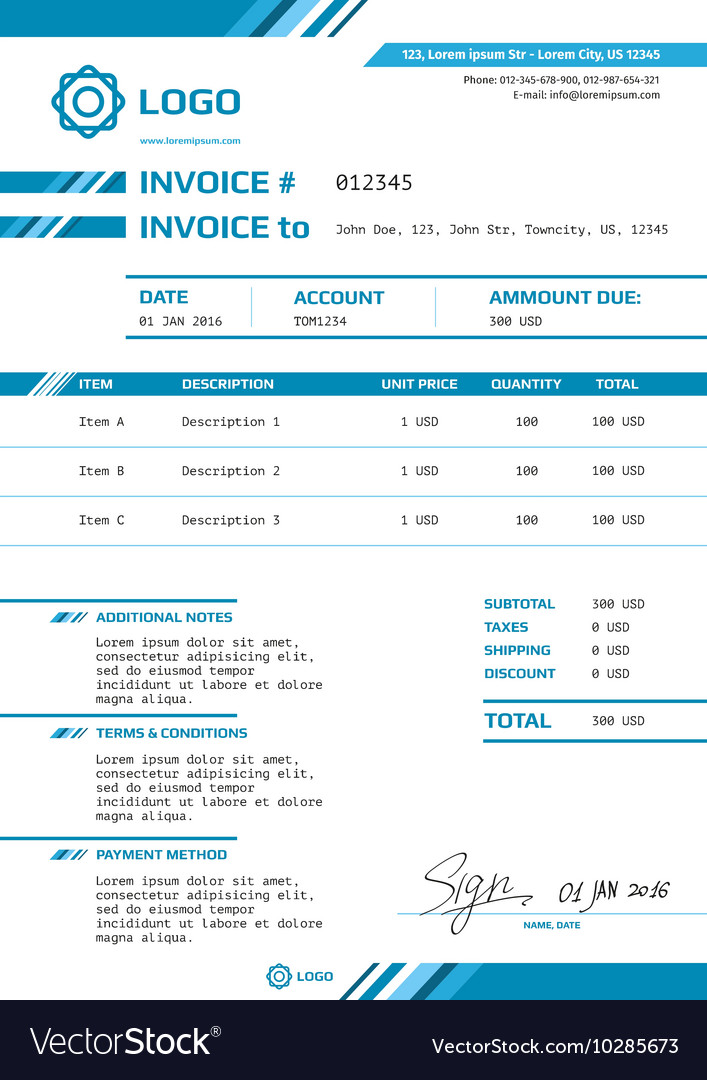 LOGO
www.loremipsum.com
123, Lorem ipsum Str - Lorem City, US 12345
Phone: 012-345-678-900, 012-987-654-321
E-mail: info@loremipsum.com
INVOICE # 012345
INVOICE to John Doe, 123, John Str, Towncity, US, 12345
DATE ACCOUNT AMMOUNT DUE:
01 JAN 2016 TOM1234 300 USD
ITEM DESCRIPTION UNIT PRICE QUANTITY TOTAL
Item A Description 1 1 USD 100 100 USD
Item B Description 2 1 USD 100 100 USD
Item C Description 3 1 USD 100 100 USD
SUBTOTAL 300 USD
TAXES 0 USD
SHIPPING 0 USD
DISCOUNT 0 USD
TOTAL 300 USD
ADDITIONAL NOTES
Lorem ipsum dolor sit amet,
consectetur adipisicing elit,
sed do eiusmod tempor
incididunt ut labore et dolore
magna aliqua.
TERMS & CONDITIONS
Lorem ipsum dolor sit amet,
consectetur adipisicing elit,
sed do eiusmod tempor
incididunt ut labore et dolore
magna aliqua.
PAYMENT METHOD
Lorem ipsum dolor sit amet,
consectetur adipisicing elit,
sed do eiusmod tempor
incididunt ut labore et dolore
magna aliqua.
Sign. 01 JAN 2016
NAME, DATE
LOGO
VectorStock® VectorStock.com/10285673